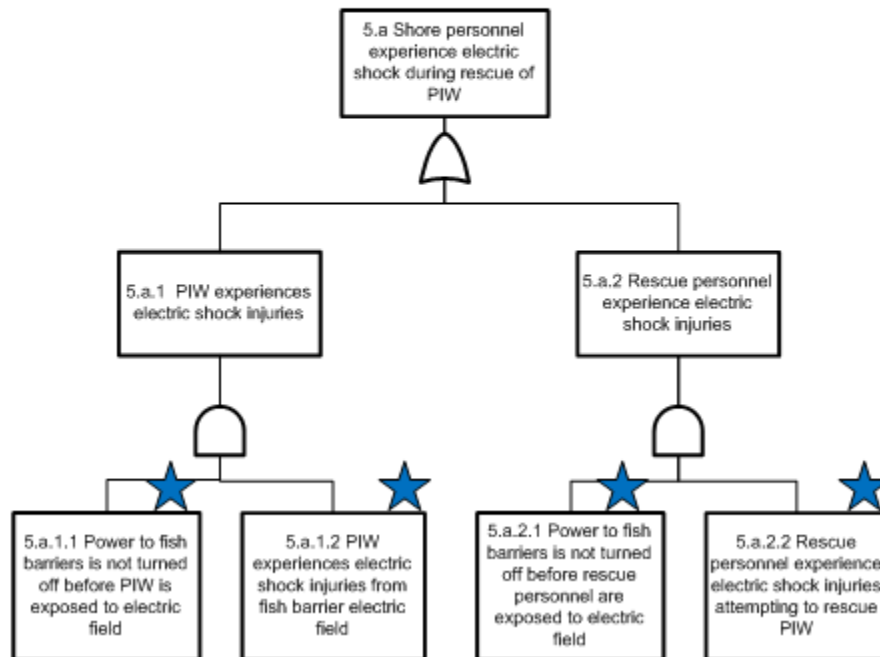 5.a Shore personnel
experience electric
shock during rescue of
PIW
5.a.1 PIW experiences
electric shock injuries
5.a.2 Rescue personnel
experience electric
shock injuries
5.a.1.1 Power to fish
barriers is not turned
off before PIW is
exposed to electric
field
5.a.1.2 PIW
experiences electric
shock injuries from
fish barrier electric
field
5.a.2.1 Power to fish
barriers is not turned
off before rescue
personnel are
exposed to electric
field
5.a.2.2 Rescue
personnel experience
electric shock injuries
attempting to rescue
PIW